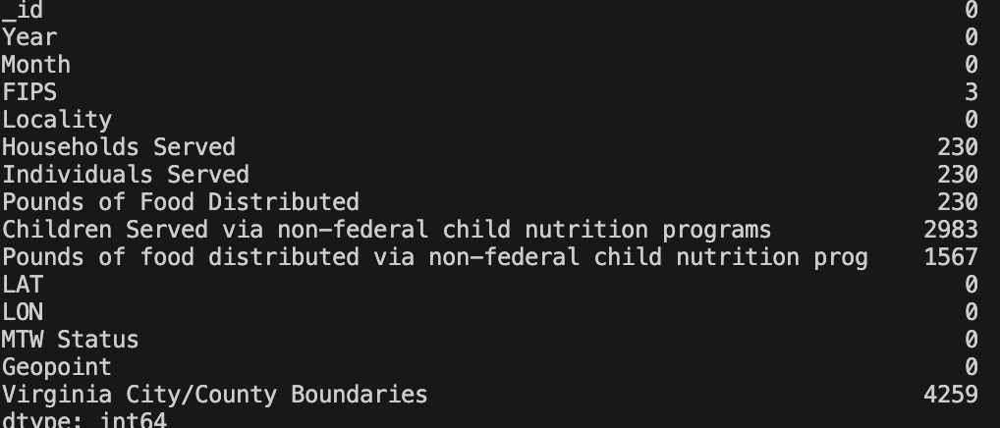 _id 0
Year 0
Month 0
FIPS 3
Locality 0
Households Served 230
Individuals Served 230
Pounds of Food Distributed 230
Children Served via non-federal child nutrition programs 2983
Pounds of food distributed via non-federal child nutrition prog 1567
LAT 0
LON 0
MTW Status 0
Geopoint 0
Virginia City/County Boundaries 4259
dtype: int64